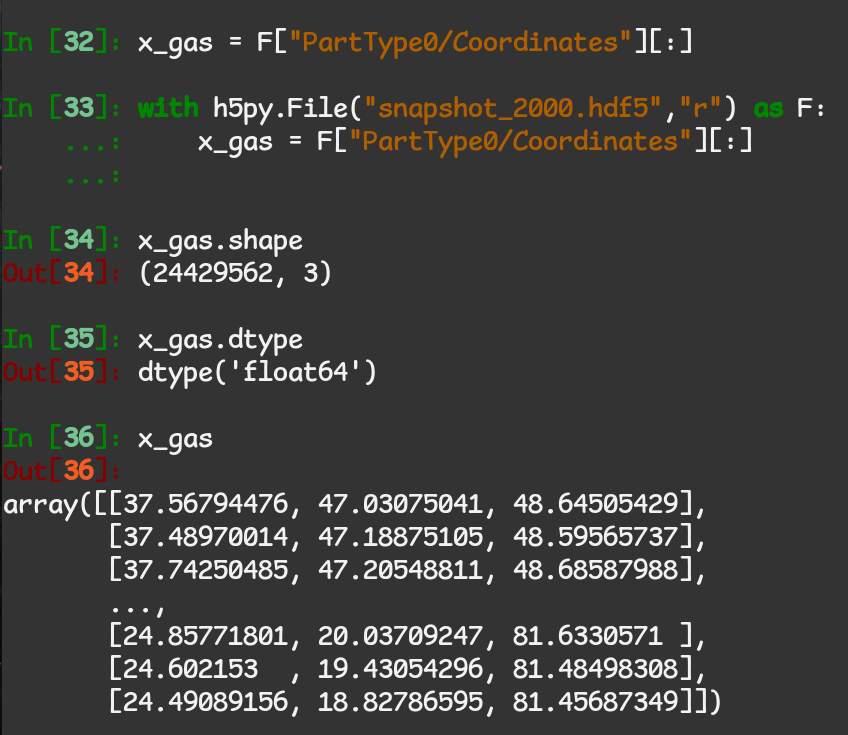 In [32]: x_gas = F["PartType0/Coordinates"][:]
In [33]: with h5py.File("snapshot_2000.hdf5","r") as F:
...: x_gas = F["PartType0/Coordinates"][:]
...:
In [34]: x_gas.shape
Out[34]: (24429562, 3)
In [35]: x_gas.dtype
Out[35]: dtype('float64')
In [36]: x_gas
Out[36]:
array([[37.56794476, 47.03075041, 48.64505429],
[37.48970014, 47.18875105, 48.59565737],
[37.74250485, 47.20548811, 48.68587988],
...,
[24.85771801, 20.03709247, 81.6330571 ],
[24.602153  , 19.43054296, 81.48498308],
[24.49089156, 18.82786595, 81.45687349]])